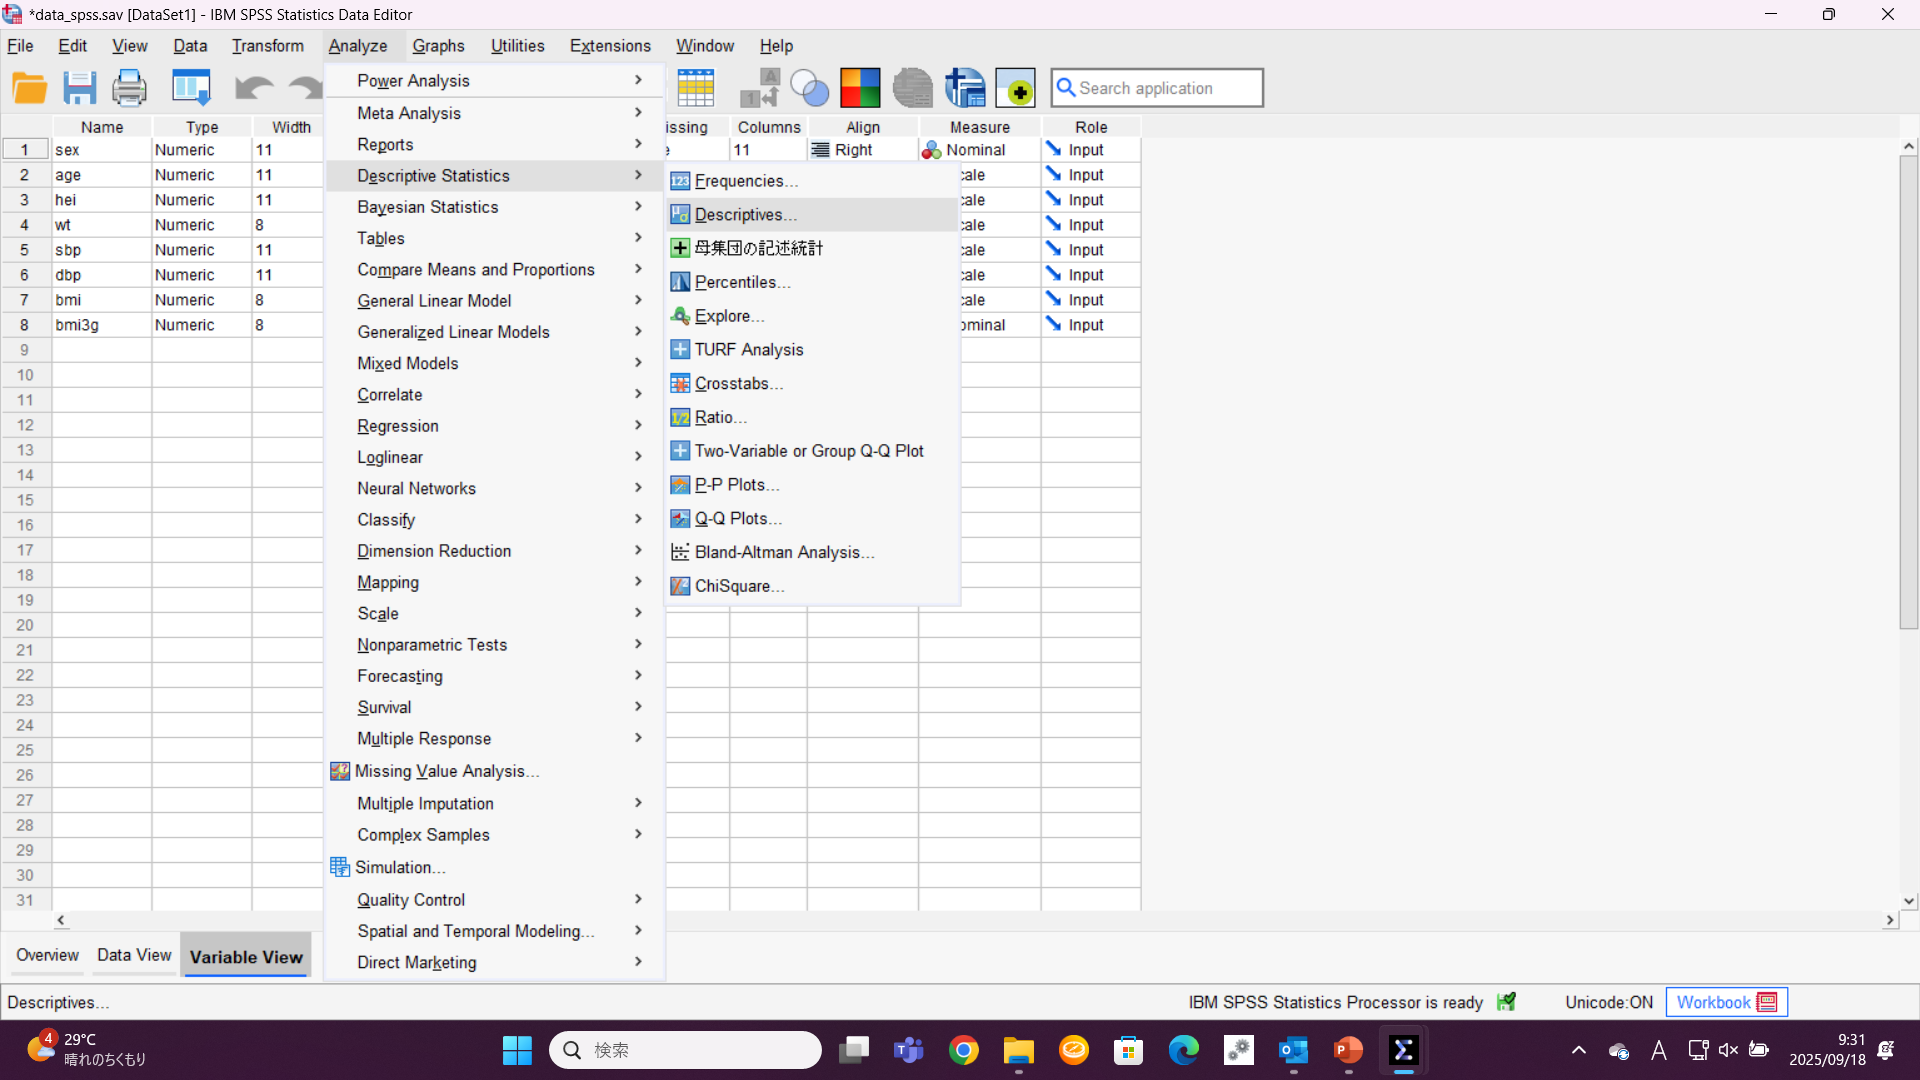 *data_spss.sav [DataSet1] - IBM SPSS Statistics Data Editor
File Edit View Data Transform Analyze Graphs Utilities Extensions Window Help
Search application
Name Type Width issing Columns Align Measure Role
1 sex Numeric 11 e 11 Right Nominal Input
2 age Numeric 11 cale Input
3 hei Numeric 11 cale Input
4 wt Numeric 8 cale Input
5 sbp Numeric 11 cale Input
6 dbp Numeric 11 cale Input
7 bmi Numeric 8 cale Input
8 bmi3g Numeric 8 ominal Input
9
10
11
12
13
14
15
16
17
18
19
20
21
22
23
24
25
26
27
28
29
30
31
Power Analysis
Meta Analysis
Reports
Descriptive Statistics
Bayesian Statistics
Tables
Compare Means and Proportions
General Linear Model
Generalized Linear Models
Mixed Models
Correlate
Regression
Loglinear
Neural Networks
Classify
Dimension Reduction
Mapping
Scale
Nonparametric Tests
Forecasting
Survival
Multiple Response
Missing Value Analysis...
Multiple Imputation
Complex Samples
Simulation...
Quality Control
Spatial and Temporal Modeling...
Direct Marketing
Frequencies...
Descriptives...
母集団の記述統計
Percentiles...
Explore...
TURF Analysis
Crosstabs...
Ratio...
Two-Variable or Group Q-Q Plot
P-P Plots...
Q-Q Plots...
Bland-Altman Analysis...
ChiSquare...
Overview Data View Variable View
Descriptives... IBM SPSS Statistics Processor is ready Unicode:ON Workbook
4 29°C
晴れのちくもり
検索
A
9:31
2025/09/18